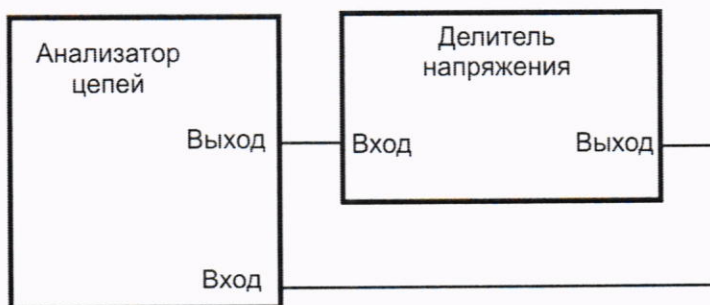 Анализатор
цепей
Выход
Вход
Делитель
напряжения
Вход
Выход